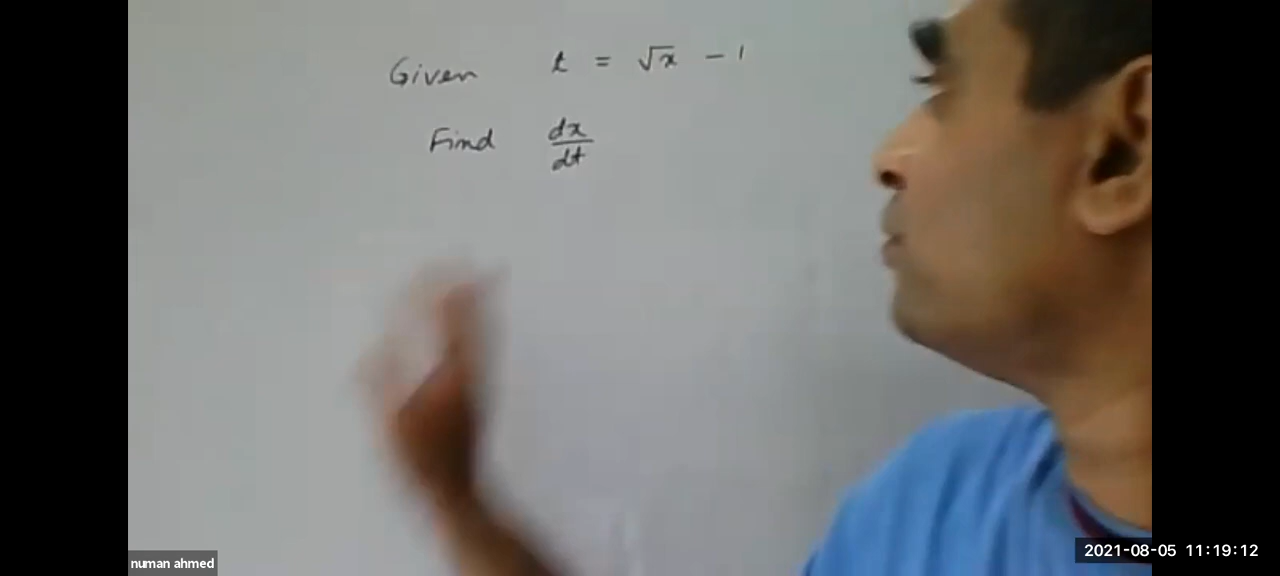 Given t = √x - 1
Find dx/dt
numan ahmed
2021-08-05 11:19:12